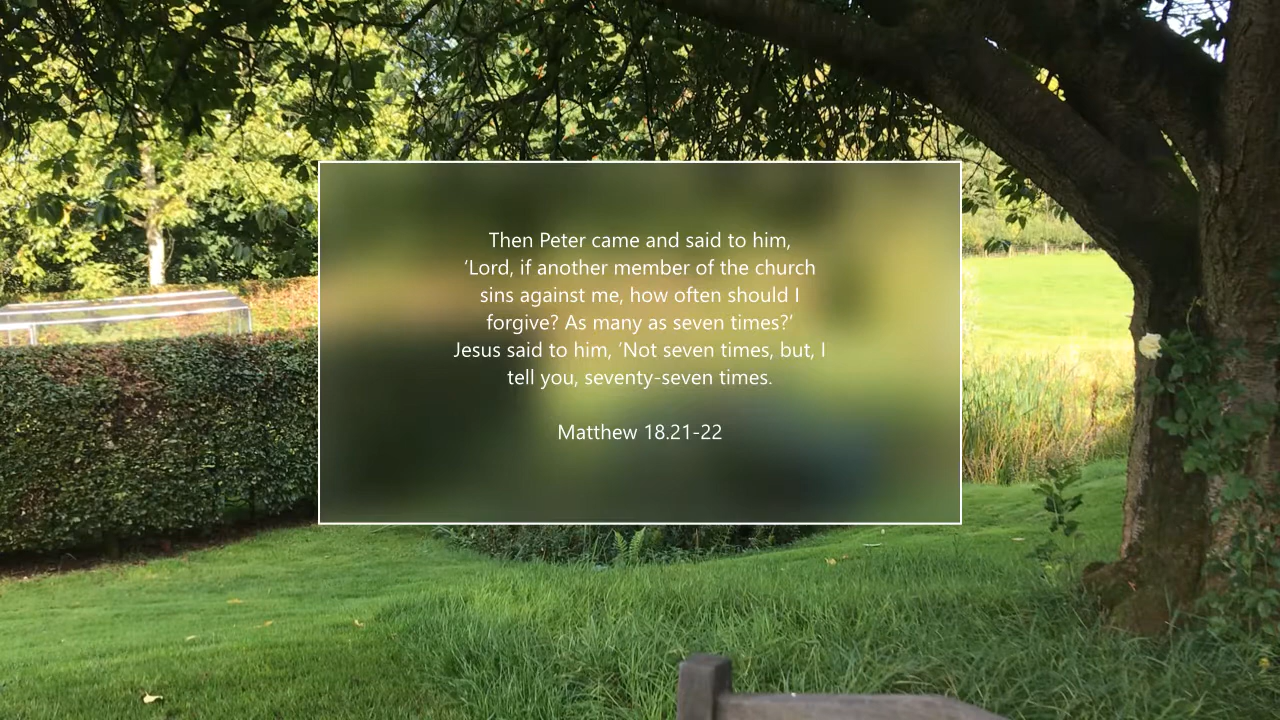 Then Peter came and said to him,
‘Lord, if another member of the church
sins against me, how often should I
forgive? As many as seven times?’
Jesus said to him, ‘Not seven times, but, I
tell you, seventy-seven times.
Matthew 18.21-22